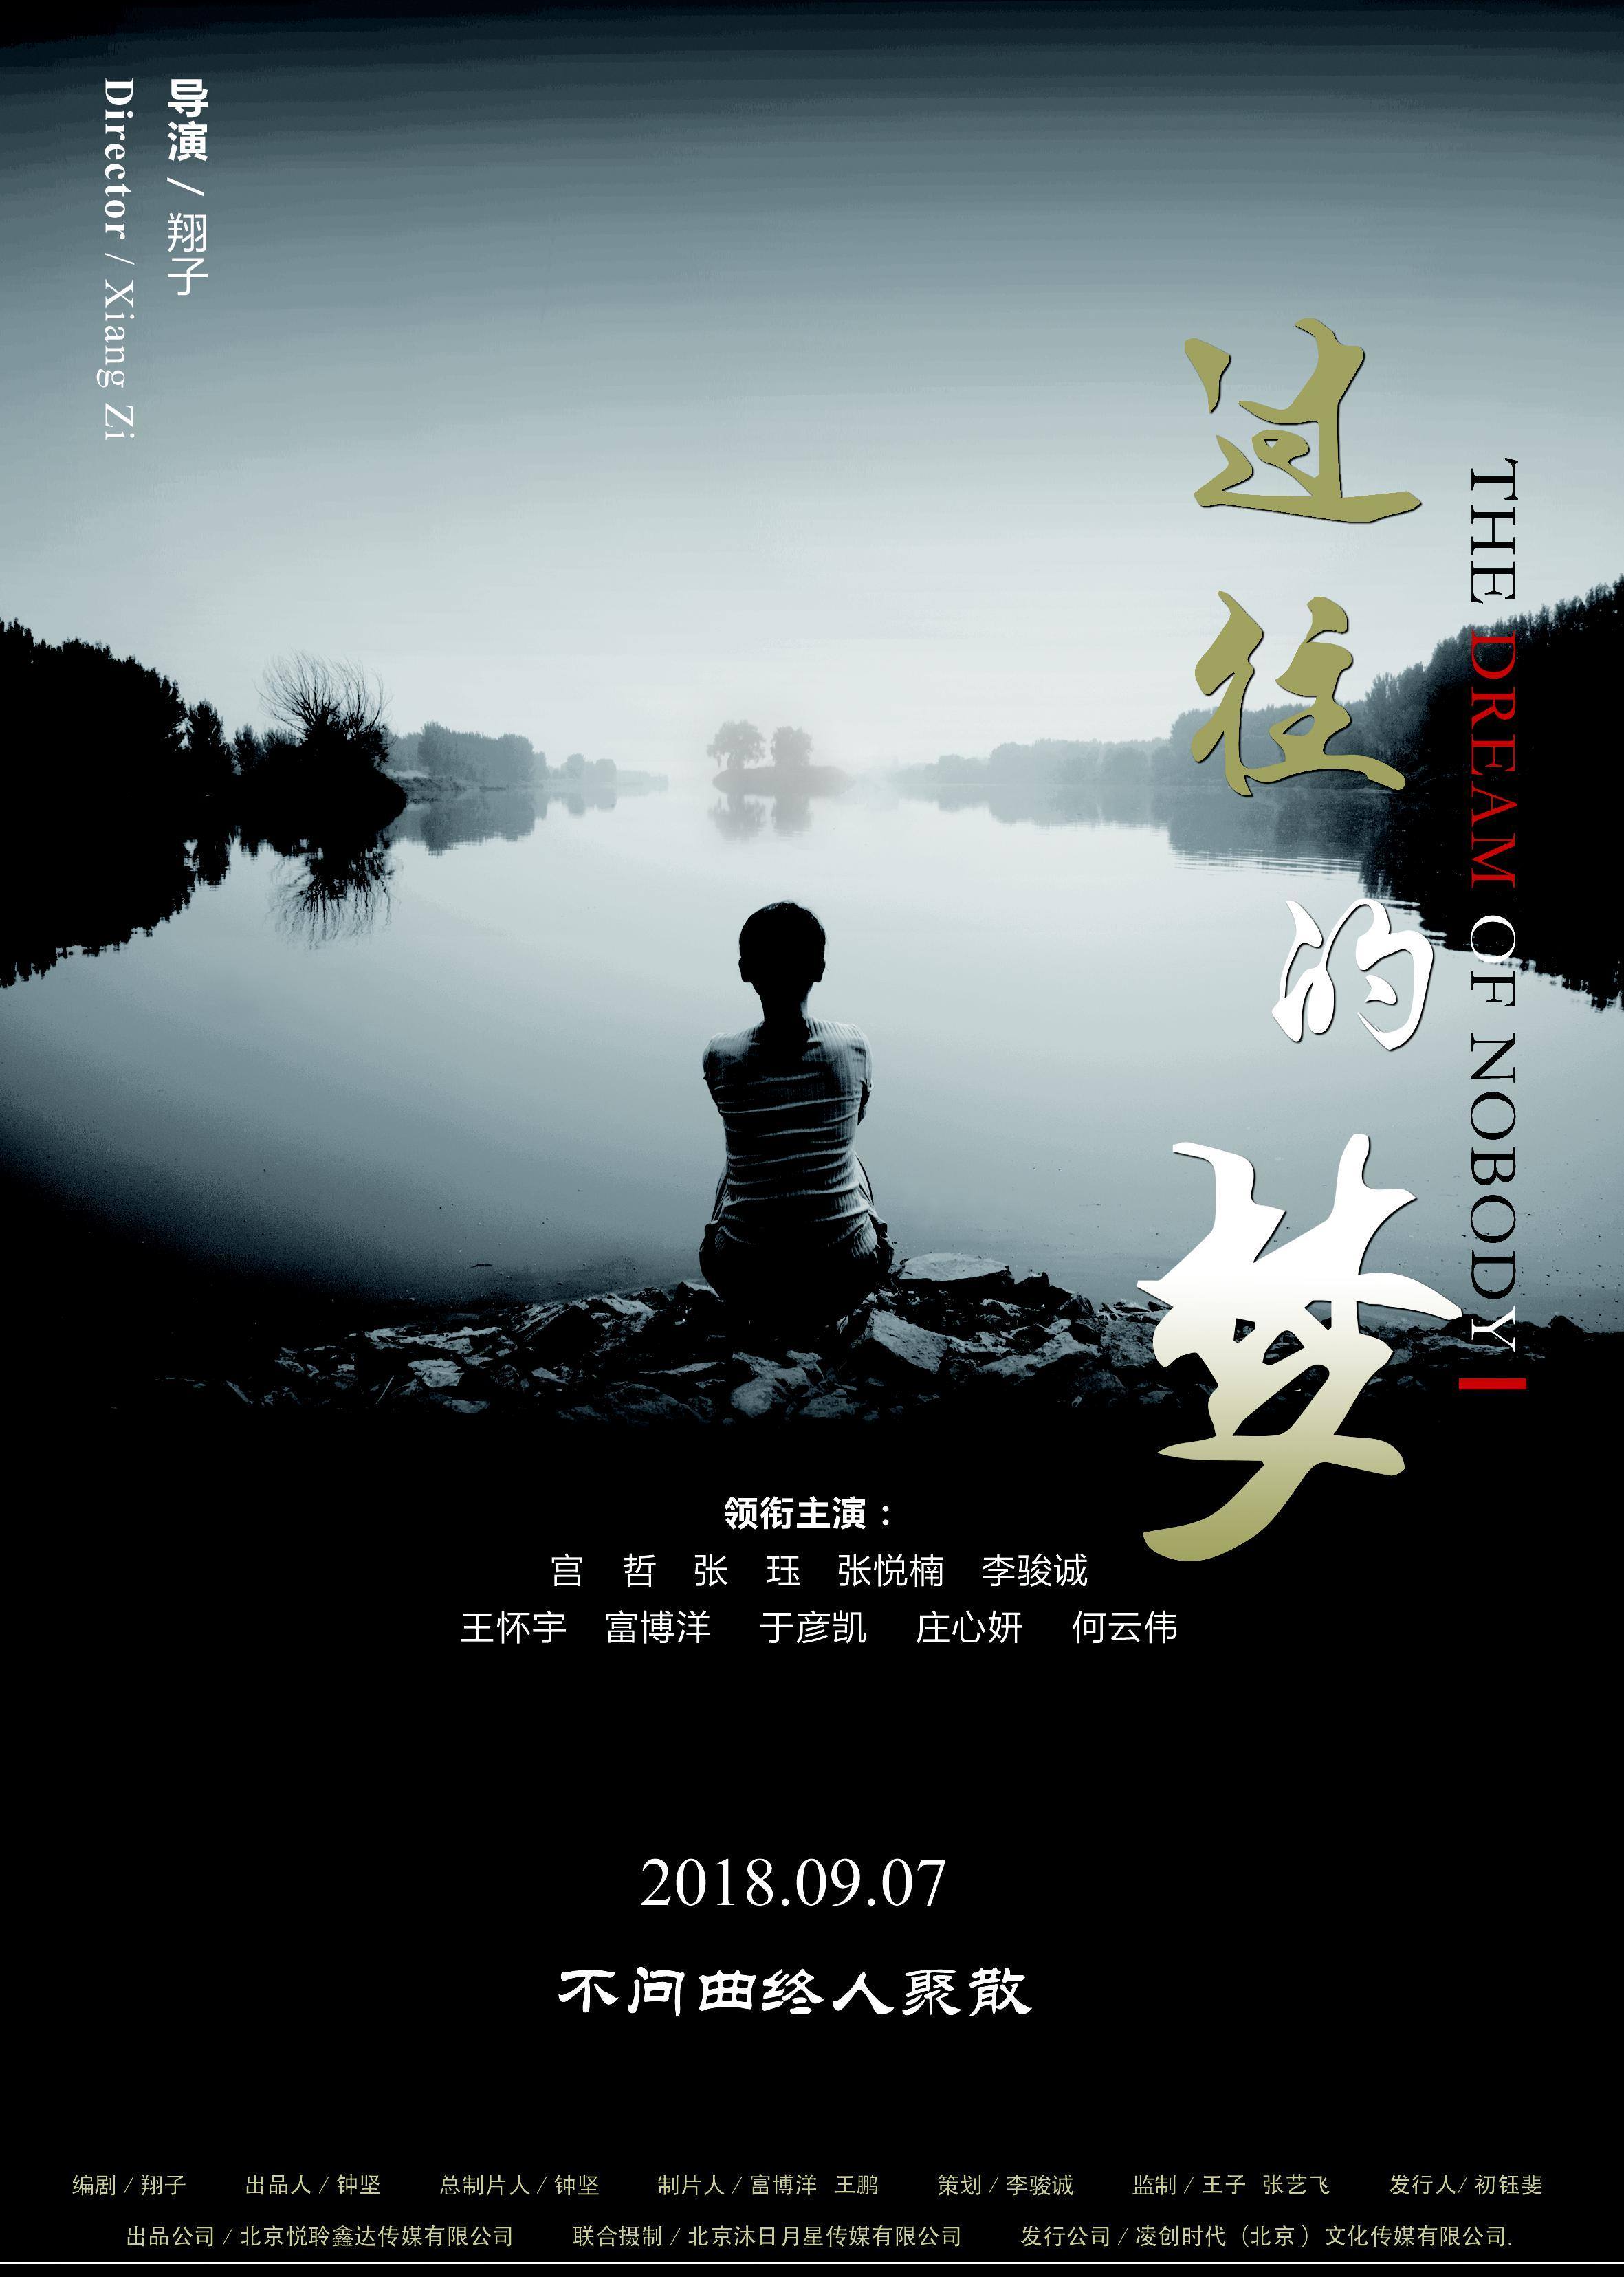 导演 / 翔子
Director / Xiang Zi
过往的梦
THE DREAM OF NOBODY
领衔主演：
宫 哲 张 珏 张悦楠 李骏诚
王怀宇 富博洋 于彦凯 庄心妍 何云伟
2018.09.07
不问曲终人聚散
编剧 / 翔子 出品人 / 钟坚 总制片人 / 钟坚 制片人 / 富博洋 王鹏 策划 / 李骏诚 监制 / 王子 张艺飞 发行人/ 初钰斐
出品公司 / 北京悦聆鑫达传媒有限公司 联合摄制 / 北京沐日月星传媒有限公司 发行公司 / 凌创时代（北京）文化传媒有限公司.